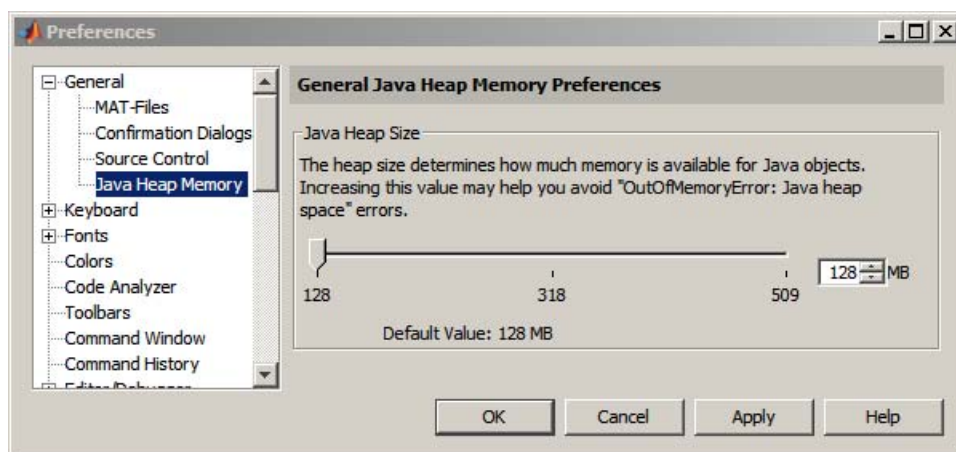 Preferences
General
MAT-Files
Confirmation Dialogs
Source Control
Java Heap Memory
Keyboard
Fonts
Colors
Code Analyzer
Toolbars
Command Window
Command History
Editor/Debugger
General Java Heap Memory Preferences
Java Heap Size
The heap size determines how much memory is available for Java objects.
Increasing this value may help you avoid "OutOfMemoryError: Java heap
space" errors.
128 MB
128 318 509
Default Value: 128 MB
OK Cancel Apply Help